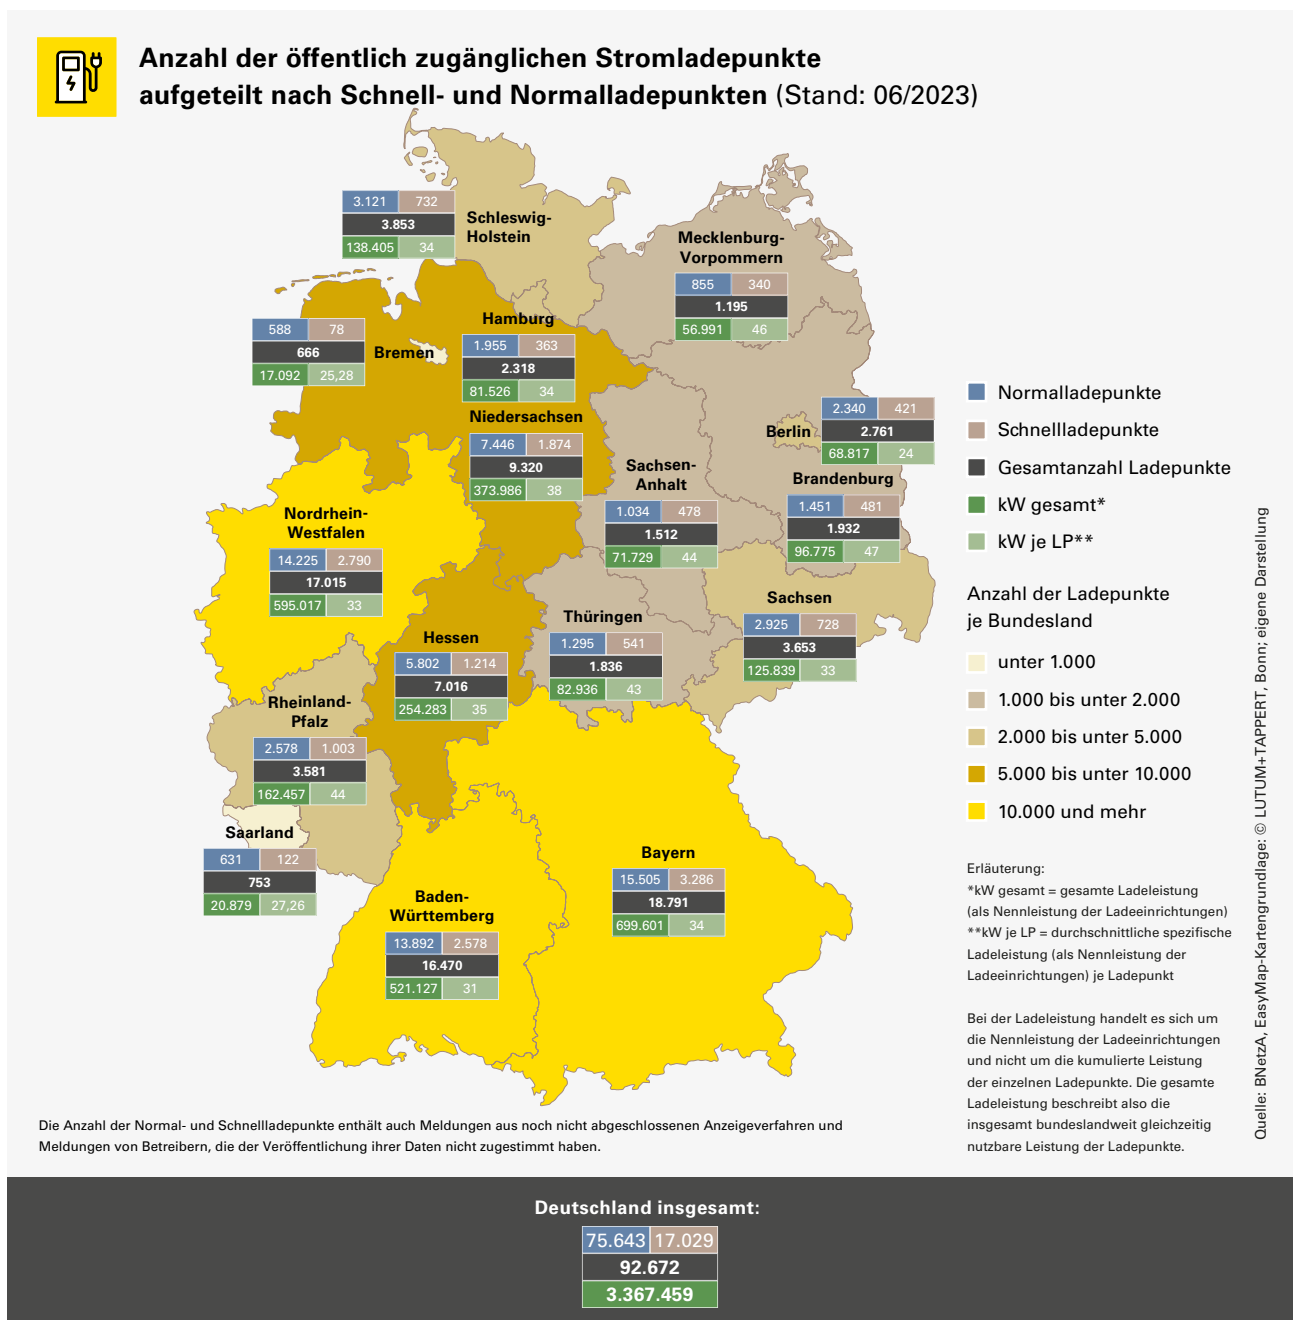 Anzahl der öffentlich zugänglichen Stromladepunkte
aufgeteilt nach Schnell- und Normalladepunkten (Stand: 06/2023)
3.121 732
3.853
138.405 34
Schleswig-
Holstein
Mecklenburg-
Vorpommern
855 340
1.195
56.991 46
588 78
666
17.092 25,28
Bremen
Hamburg
1.955 363
2.318
81.526 34
Niedersachsen
7.446 1.874
9.320
373.986 38
Berlin
2.340 421
2.761
68.817 24
Sachsen-
Anhalt
1.034 478
1.512
71.729 44
Brandenburg
1.451 481
1.932
96.775 47
Nordrhein-
Westfalen
14.225 2.790
17.015
595.017 33
Sachsen
2.925 728
3.653
125.839 33
Thüringen
1.295 541
1.836
82.936 43
Hessen
5.802 1.214
7.016
254.283 35
Rheinland-
Pfalz
2.578 1.003
3.581
162.457 44
Saarland
631 122
753
20.879 27,26
Bayern
15.505 3.286
18.791
699.601 34
Baden-
Württemberg
13.892 2.578
16.470
521.127 31
Normalladepunkte
Schnellladepunkte
Gesamtanzahl Ladepunkte
kW gesamt*
kW je LP**
Anzahl der Ladepunkte
je Bundesland
unter 1.000
1.000 bis unter 2.000
2.000 bis unter 5.000
5.000 bis unter 10.000
10.000 und mehr
Erläuterung:
*kW gesamt = gesamte Ladeleistung
(als Nennleistung der Ladeeinrichtungen)
**kW je LP = durchschnittliche spezifische
Ladeleistung (als Nennleistung der
Ladeeinrichtungen) je Ladepunkt
Bei der Ladeleistung handelt es sich um
die Nennleistung der Ladeeinrichtungen
und nicht um die kumulierte Leistung
der einzelnen Ladepunkte. Die gesamte
Ladeleistung beschreibt also die
insgesamt bundeslandweit gleichzeitig
nutzbare Leistung der Ladepunkte.
Quelle: BNetzA, EasyMap-Kartengrundlage: © LUTUM+TAPPERT, Bonn; eigene Darstellung
Die Anzahl der Normal- und Schnellladepunkte enthält auch Meldungen aus noch nicht abgeschlossenen Anzeigeverfahren und
Meldungen von Betreibern, die der Veröffentlichung ihrer Daten nicht zugestimmt haben.
Deutschland insgesamt:
75.643 17.029
92.672
3.367.459